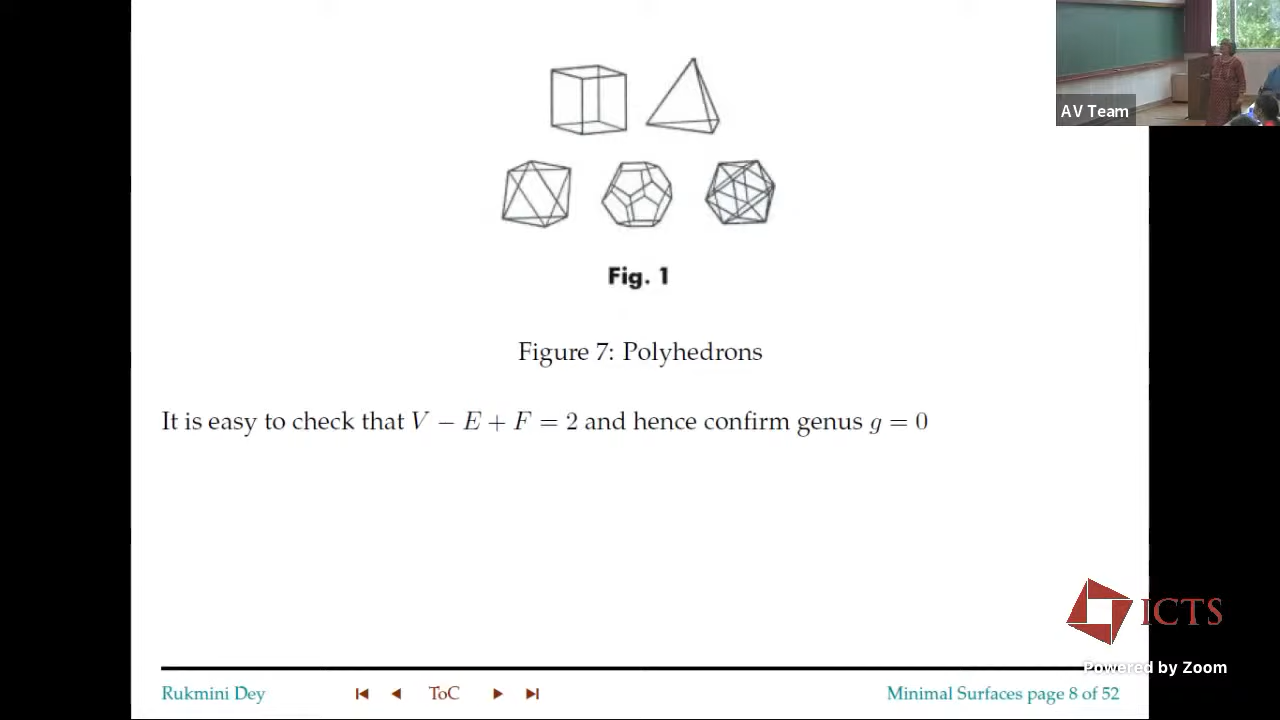 AV Team
Fig. 1
Figure 7: Polyhedrons
It is easy to check that V − E + F = 2 and hence confirm genus g = 0
ICTS
Powered by Zoom
Rukmini Dey
ToC
Minimal Surfaces page 8 of 52